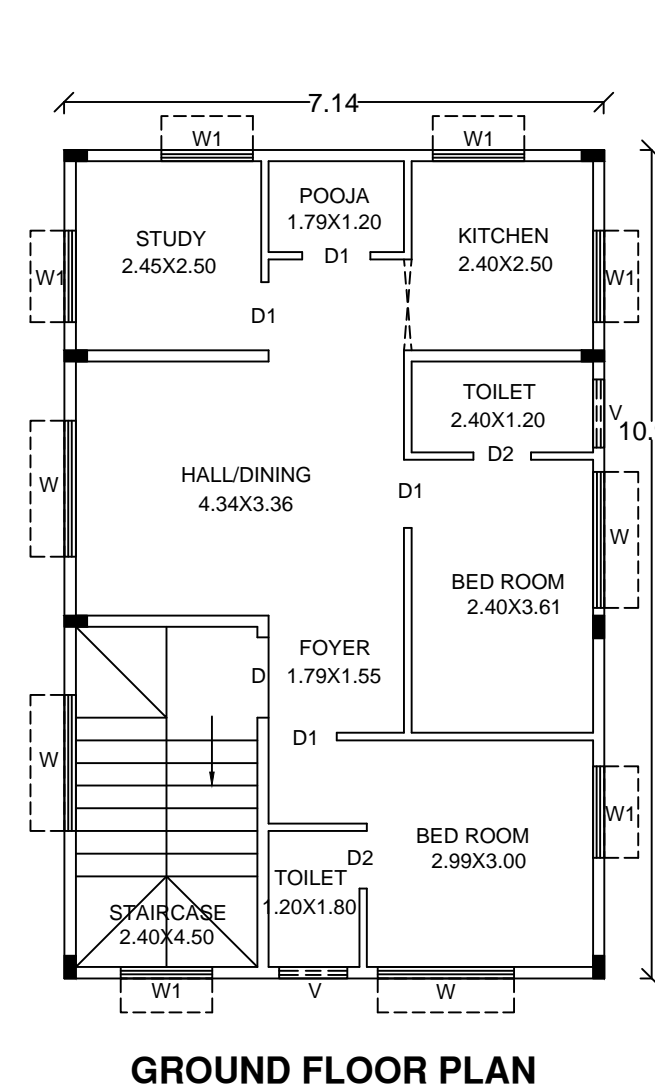 7.14
W1
W1
POOJA
1.79X1.20
STUDY
2.45X2.50
D1
KITCHEN
2.40X2.50
W1
W1
D1
TOILET
2.40X1.20
V
10.
D2
HALL/DINING
4.34X3.36
W
D1
W
BED ROOM
2.40X3.61
FOYER
1.79X1.55
D
D1
W
W1
BED ROOM
2.99X3.00
D2
TOILET
1.20X1.80
STAIRCASE
2.40X4.50
W1
V
W
GROUND FLOOR PLAN